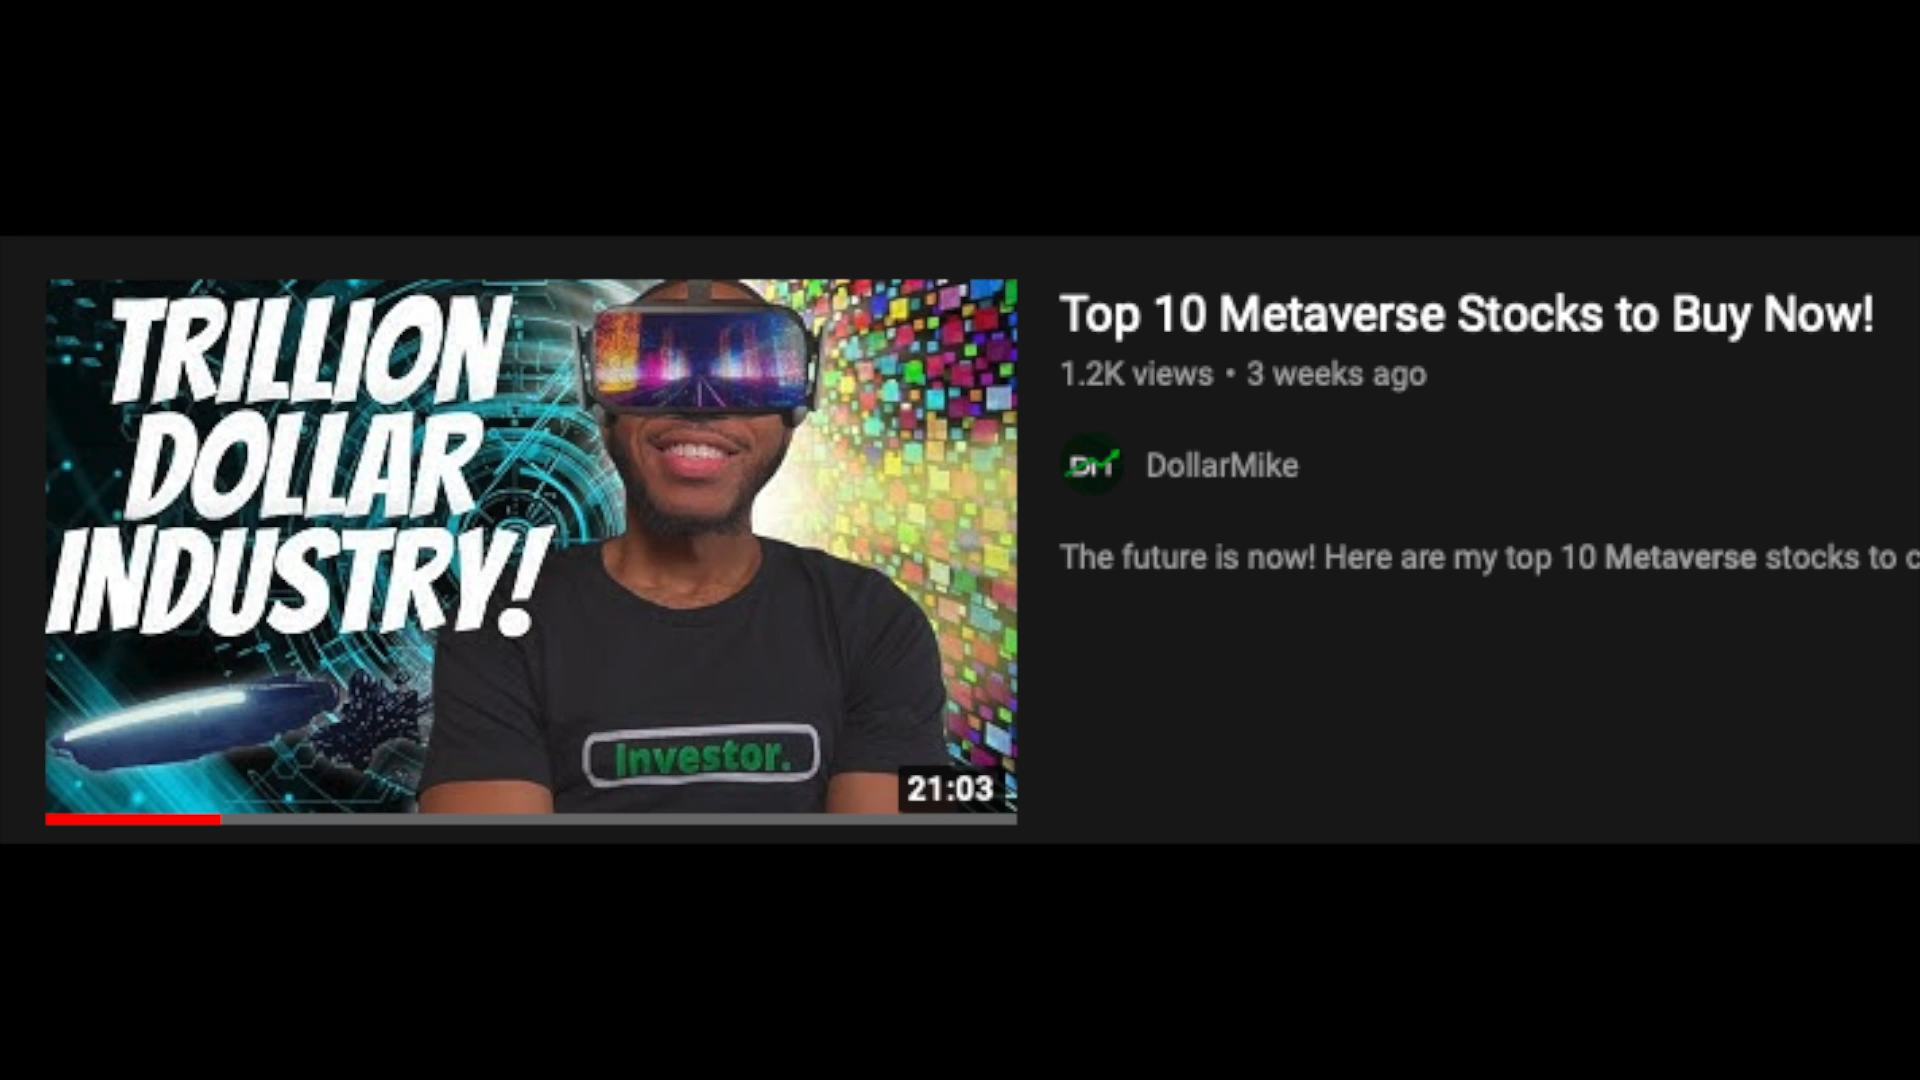 TRILLION
DOLLAR
INDUSTRY!
Investor.
21:03
Top 10 Metaverse Stocks to Buy Now!
1.2K views • 3 weeks ago
DM
DollarMike
The future is now! Here are my top 10 Metaverse stocks to c